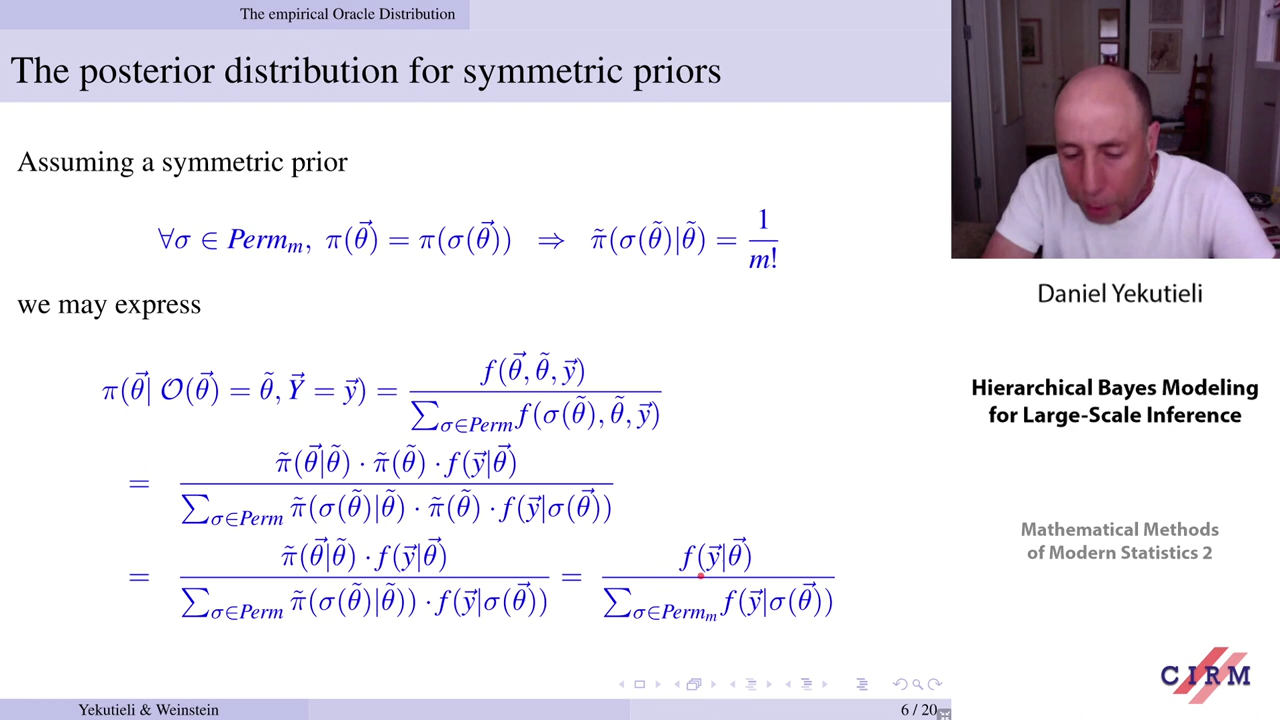 The empirical Oracle Distribution
The posterior distribution for symmetric priors
Assuming a symmetric prior
∀σ ∈ Perm_m, π(θ⃗) = π(σ(θ⃗)) ⇒ π̃(σ(θ̃)|θ̃) = 1/m!
we may express
π(θ⃗| 𝒪(θ⃗) = θ̃, Y⃗ = y⃗) = f(θ⃗, θ̃, y⃗) / ∑_{σ∈Perm} f(σ(θ̃), θ̃, y⃗)
= π̃(θ⃗|θ̃) · π̃(θ̃) · f(y⃗|θ⃗) / ∑_{σ∈Perm} π̃(σ(θ̃)|θ̃) · π̃(θ̃) · f(y⃗|σ(θ⃗))
= π̃(θ⃗|θ̃) · f(y⃗|θ⃗) / ∑_{σ∈Perm} π̃(σ(θ̃)|θ̃)) · f(y⃗|σ(θ⃗)) = f(y⃗|θ⃗) / ∑_{σ∈Perm_m} f(y⃗|σ(θ⃗))
Yekutieli & Weinstein
6 / 20
Daniel Yekutieli
Hierarchical Bayes Modeling
for Large-Scale Inference
Mathematical Methods
of Modern Statistics 2
CIRM